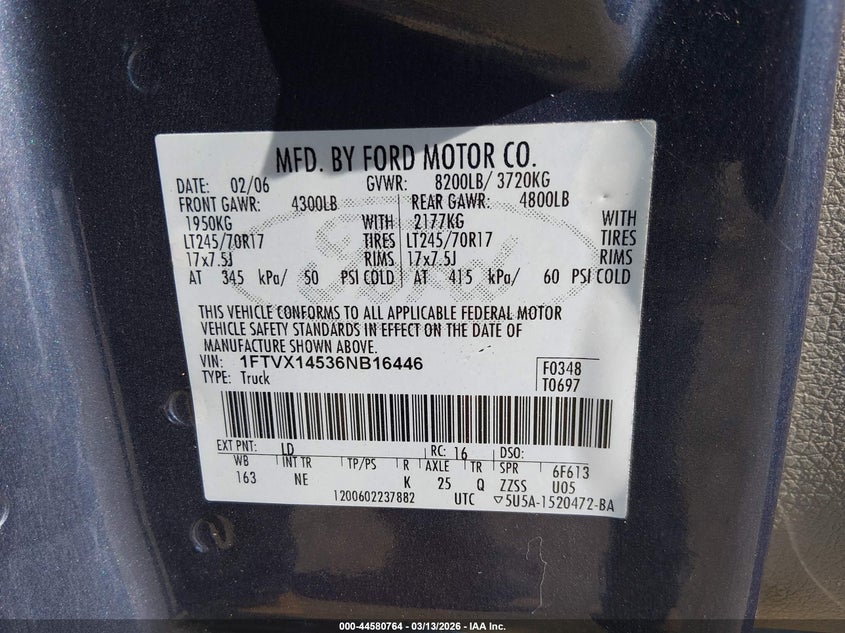 MFD. BY FORD MOTOR CO.
DATE: 02/06 GVWR: 8200LB/ 3720KG
FRONT GAWR: 4300LB REAR GAWR: 4800LB
1950KG WITH 2177KG WITH
LT245/70R17 TIRES LT245/70R17 TIRES
17x7.5J RIMS 17x7.5J RIMS
AT 345 kPa/ 50 PSI COLD AT 415 kPa/ 60 PSI COLD
THIS VEHICLE CONFORMS TO ALL APPLICABLE FEDERAL MOTOR
VEHICLE SAFETY STANDARDS IN EFFECT ON THE DATE OF
MANUFACTURE SHOWN ABOVE.
VIN: 1FTVX14536NB16446
TYPE: Truck
F0348
T0697
EXT PNT: LD RC: 16 DSO:
WB INT TR TP/PS R AXLE TR SPR 6F613
163 NE K 25 Q ZZSS U05
1200602237882 UTC ▽5U5A-1520472-BA
000-44580764 - 03/13/2026 - IAA Inc.